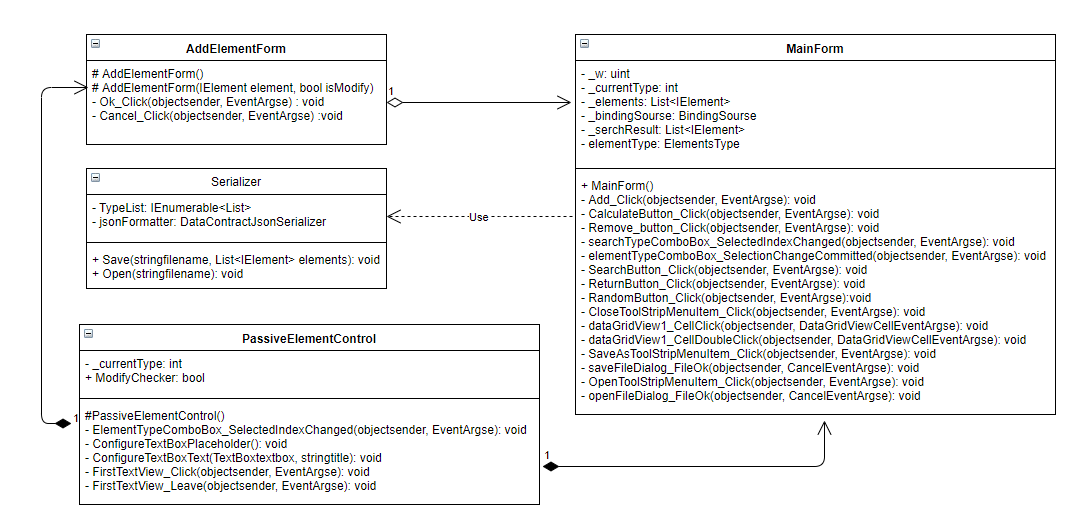 AddElementForm
# AddElementForm()
# AddElementForm(IElement element, bool isModify)
- Ok_Click(objectsender, EventArgse) : void
- Cancel_Click(objectsender, EventArgse) :void
1
MainForm
- _w: uint
- _currentType: int
- _elements: List<IElement>
- _bindingSourse: BindingSourse
- _serchResult: List<IElement>
- elementType: ElementsType
+ MainForm()
- Add_Click(objectsender, EventArgse): void
- CalculateButton_Click(objectsender, EventArgse): void
- Remove_button_Click(objectsender, EventArgse): void
- searchTypeComboBox_SelectedIndexChanged(objectsender, EventArgse): void
- elementTypeComboBox_SelectionChangeCommitted(objectsender, EventArgse): void
- SearchButton_Click(objectsender, EventArgse): void
- ReturnButton_Click(objectsender, EventArgse): void
- RandomButton_Click(objectsender, EventArgse):void
- CloseToolStripMenuItem_Click(objectsender, EventArgse): void
- dataGridView1_CellClick(objectsender, DataGridViewCellEventArgse): void
- dataGridView1_CellDoubleClick(objectsender, DataGridViewCellEventArgse): void
- SaveAsToolStripMenuItem_Click(objectsender, EventArgse): void
- saveFileDialog_FileOk(objectsender, CancelEventArgse): void
- OpenToolStripMenuItem_Click(objectsender, EventArgse): void
- openFileDialog_FileOk(objectsender, CancelEventArgse): void
Serializer
- TypeList: IEnumerable<List>
- jsonFormatter: DataContractJsonSerializer
+ Save(stringfilename, List<IElement> elements): void
+ Open(stringfilename): void
Use
PassiveElementControl
- _currentType: int
+ ModifyChecker: bool
#PassiveElementControl()
- ElementTypeComboBox_SelectedIndexChanged(objectsender, EventArgse): void
- ConfigureTextBoxPlaceholder(): void
- ConfigureTextBoxText(TextBoxtextbox, stringtitle): void
- FirstTextView_Click(objectsender, EventArgse): void
- FirstTextView_Leave(objectsender, EventArgse): void
1
1